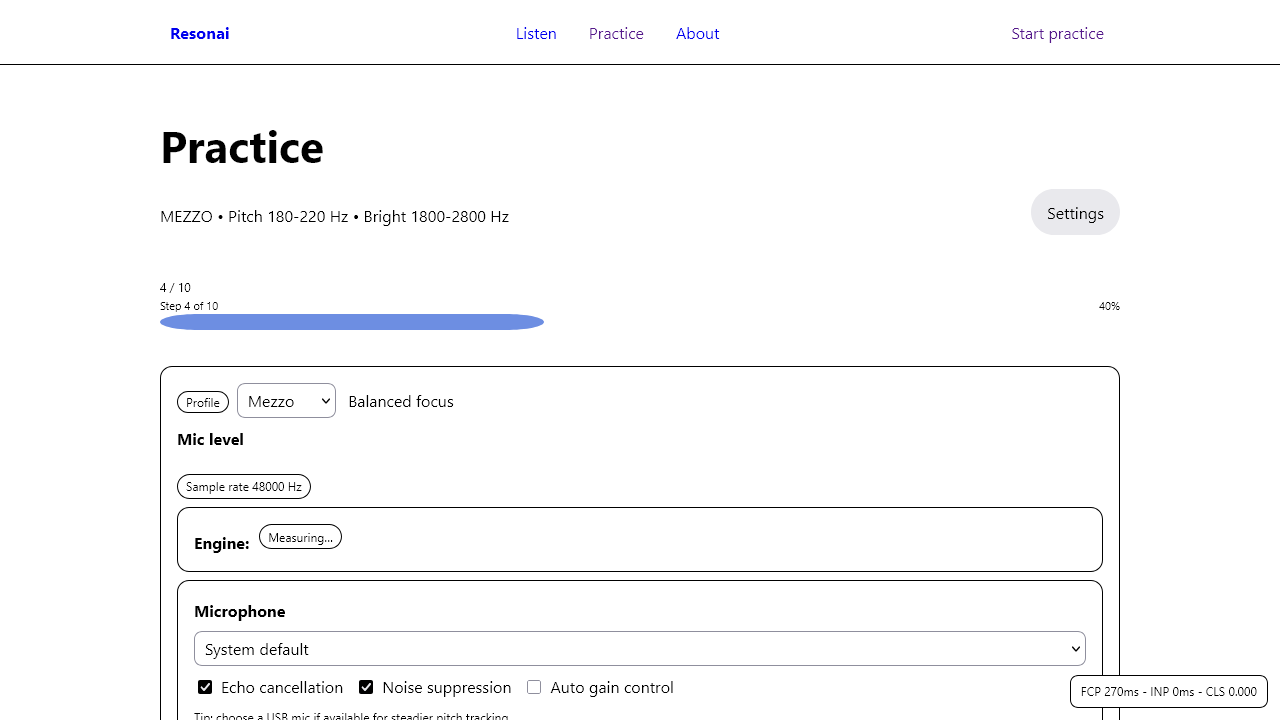 Resonai Listen Practice About Start practice
Practice
MEZZO • Pitch 180-220 Hz • Bright 1800-2800 Hz Settings
4 / 10
Step 4 of 10 40%
Profile Mezzo Balanced focus
Mic level
Sample rate 48000 Hz
Engine: Measuring...
Microphone
System default
Echo cancellation Noise suppression Auto gain control
FCP 270ms - INP 0ms - CLS 0.000
Tip: choose a USB mic if available for steadier pitch tracking